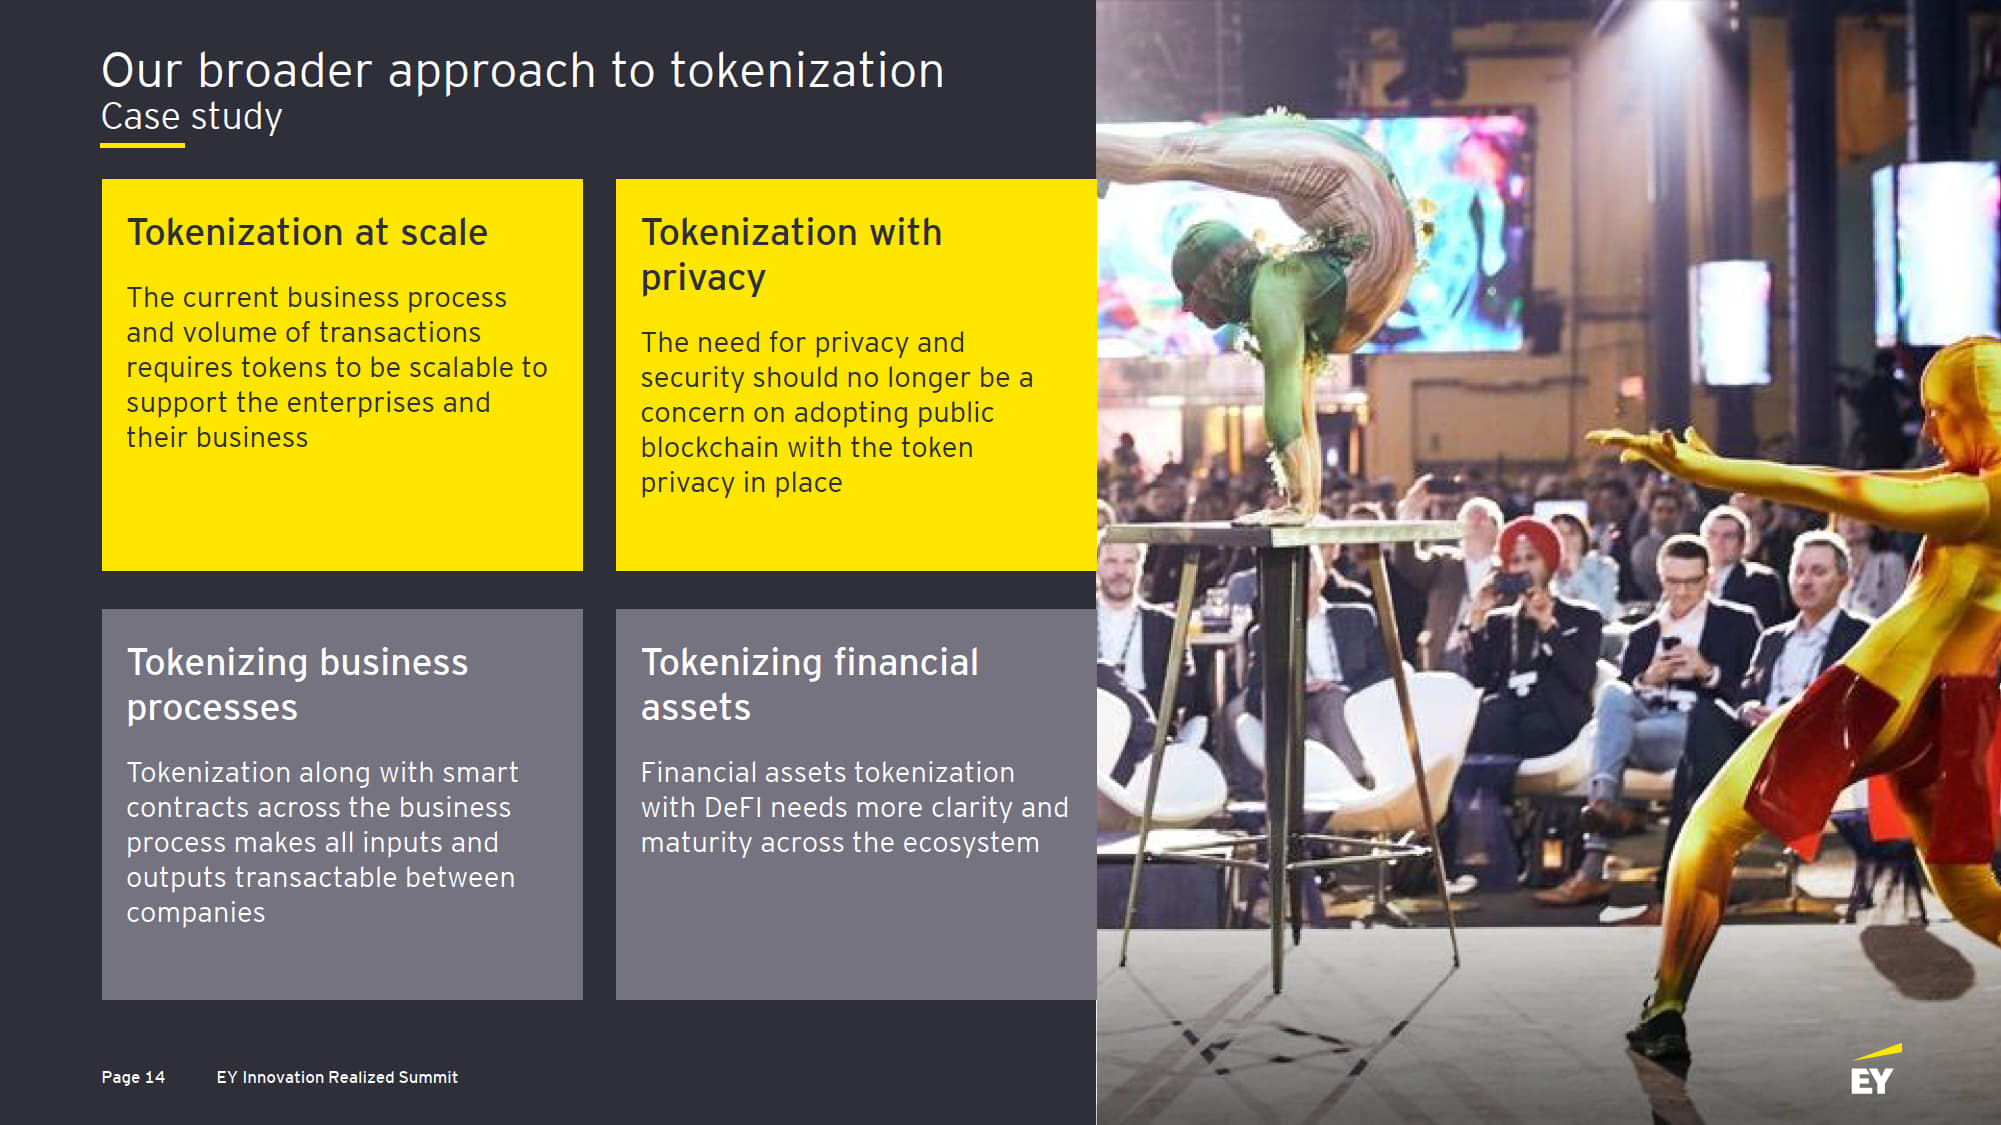 Our broader approach to tokenization
Case study
Tokenization at scale
The current business process
and volume of transactions
requires tokens to be scalable to
support the enterprises and
their business
Tokenization with
privacy
The need for privacy and
security should no longer be a
concern on adopting public
blockchain with the token
privacy in place
Tokenizing business
processes
Tokenization along with smart
contracts across the business
process makes all inputs and
outputs transactable between
companies
Tokenizing financial
assets
Financial assets tokenization
with DeFI needs more clarity and
maturity across the ecosystem
Page 14
EY Innovation Realized Summit
EY